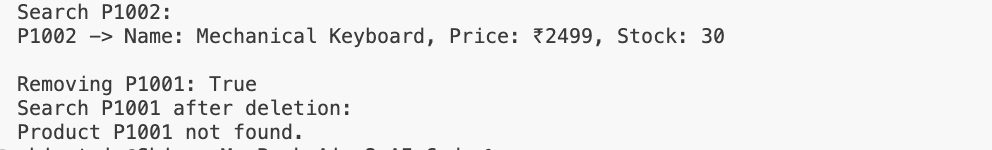 Search P1002:
P1002 -> Name: Mechanical Keyboard, Price: ₹2499, Stock: 30
Removing P1001: True
Search P1001 after deletion:
Product P1001 not found.